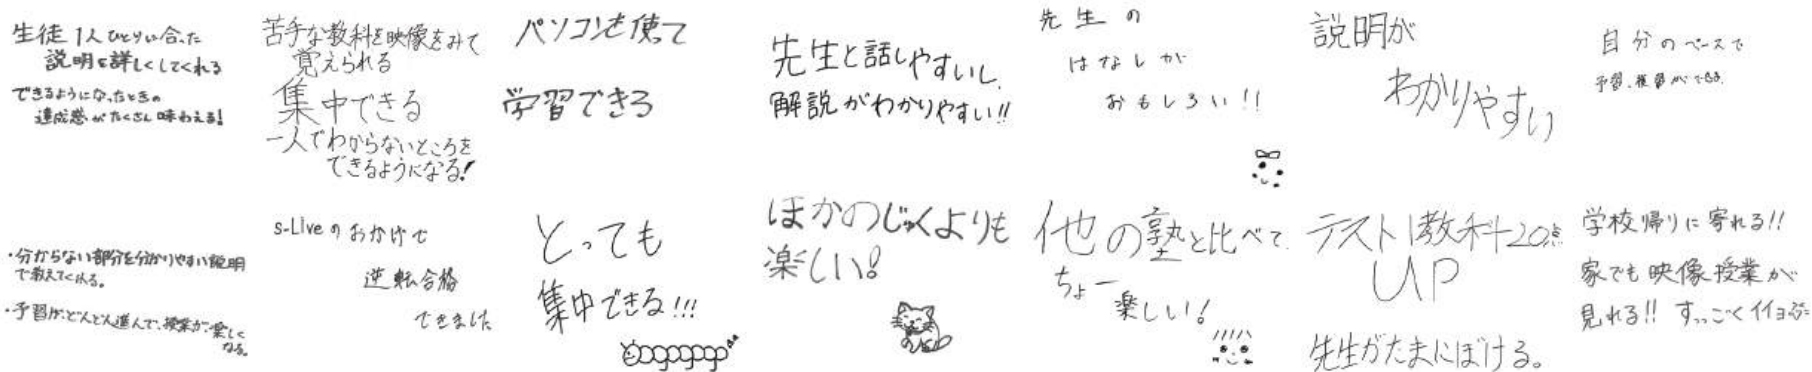 生徒1人ひとりに合った
説明を詳しくしてくれる
できるようになったときの
達成感がたくさん味わえる!
苦手な教科を映像をみて
覚えられる
集中できる
一人でわからないところを
できるようになる!
パソコンを使って
学習できる
先生と話しやすいし、
解説がわかりやすい!!
先生の
はなしが
おもしろい!!
説明が
わかりやすい
自分のペースで
予習、復習ができる。
・分からない部分を分かりやすい説明
で教えてくれる。
・予習が、どんどん進んで、授業が、楽しく
なる。
s-Liveのおかげで
逆転合格
できました
とっても
集中できる!!!
ほかのじゅくよりも
楽しい!
他の塾と比べて、
ちょー
楽しい!
テスト1教科20点
UP
先生がたまにぼける。
学校帰りに寄れる!!
家でも映像授業が
見れる!! すっごくイイヨ